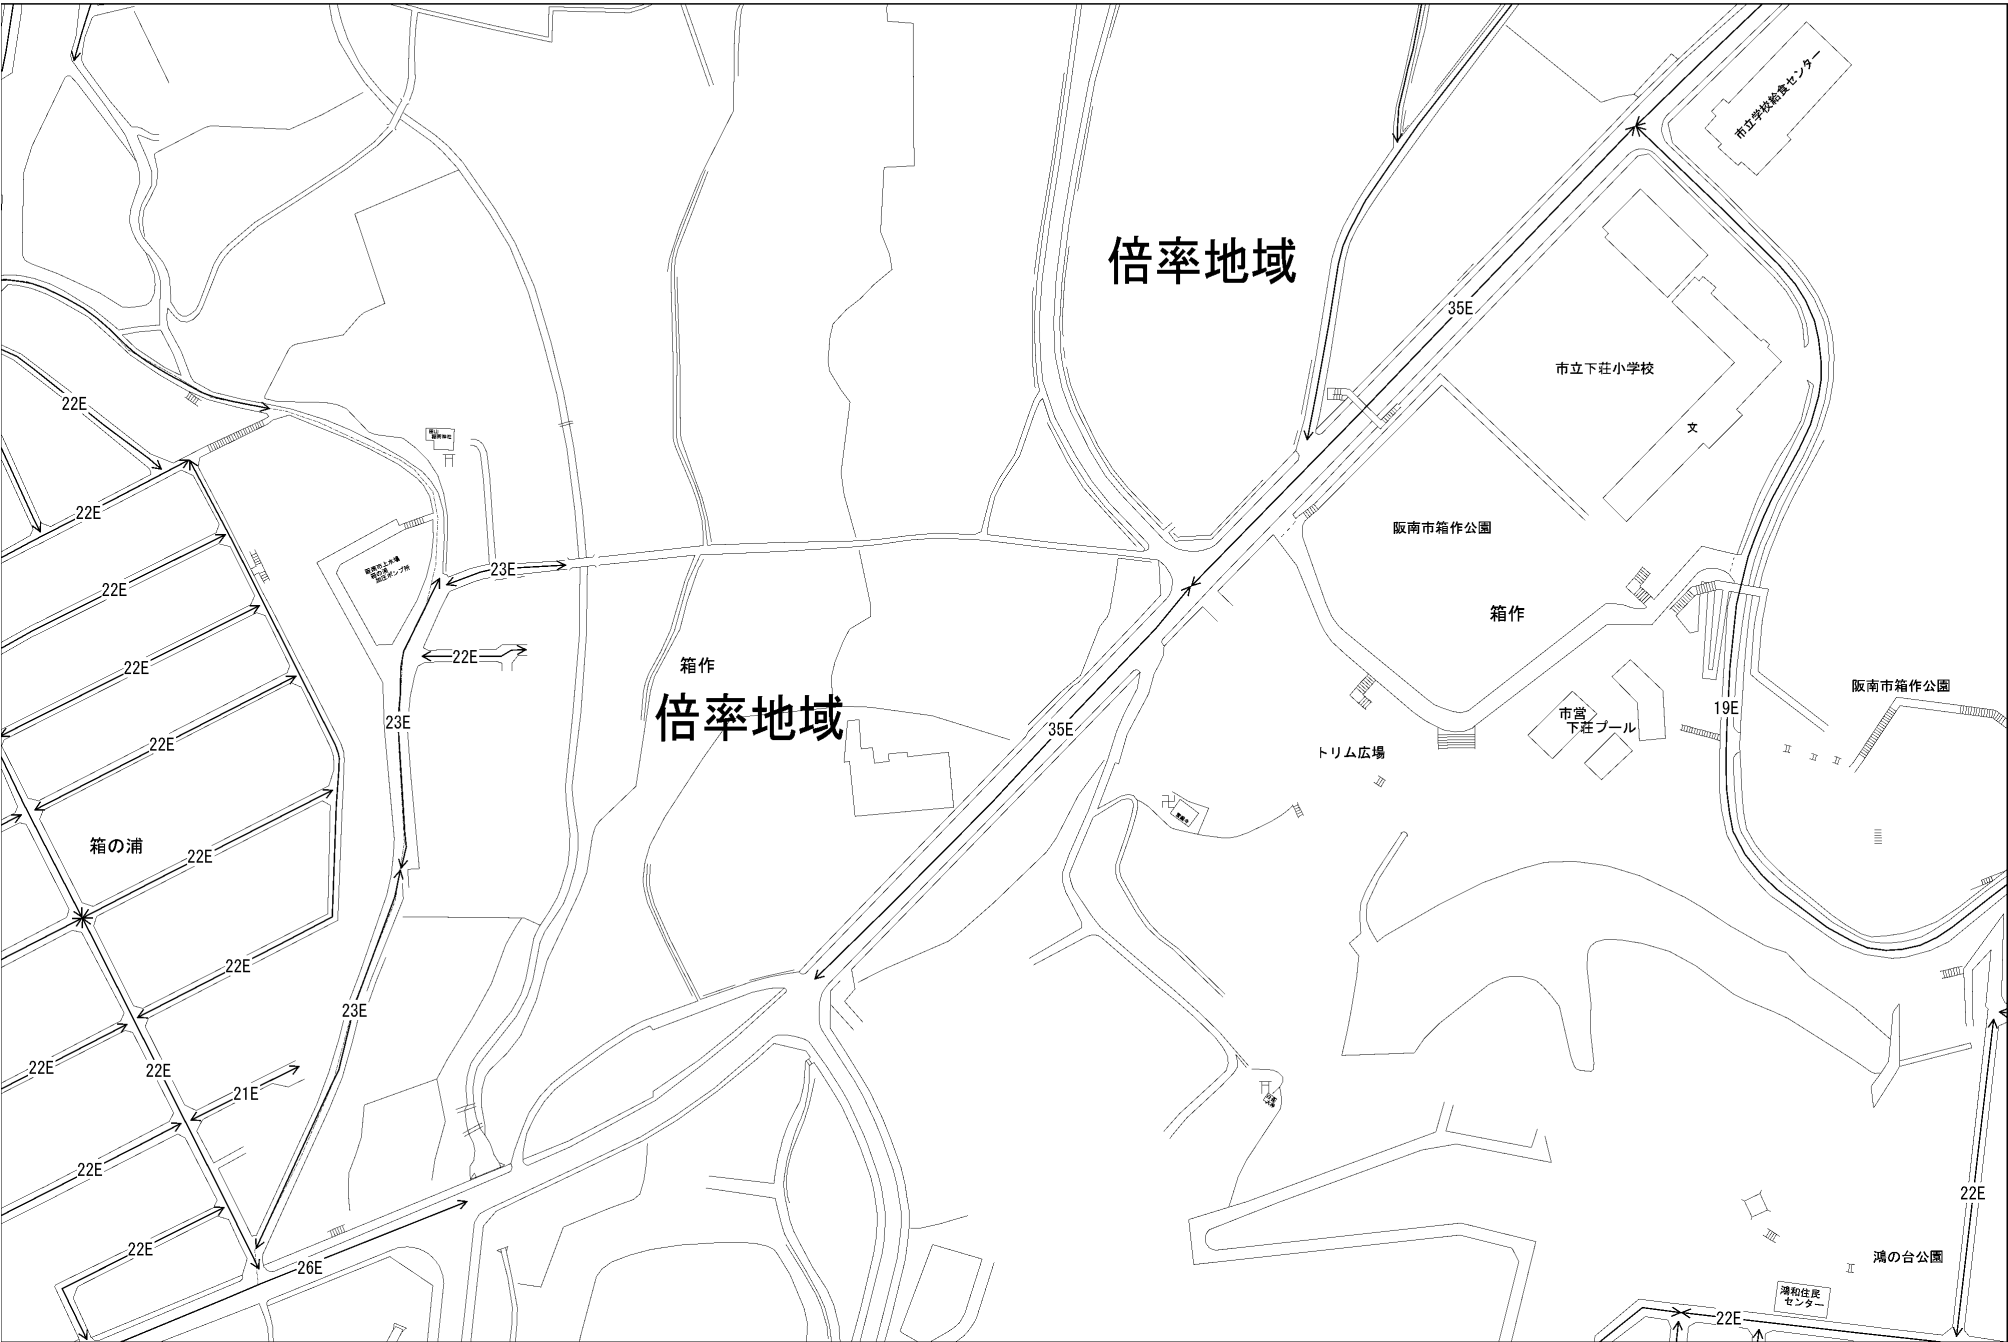 市立学校給食センター
倍率地域
35E
市立下荘小学校
22E
文
22E
阪南市箱作公園
23E
22E
箱作
22E
22E
箱作
阪南市箱作公園
倍率地域
23E
19E
市営
下荘プール
35E
22E
トリム広場
箱の浦
22E
22E
23E
22E
22E
21E
22E
22E
22E
鴻の台公園
26E
鴻和住民
センター
22E